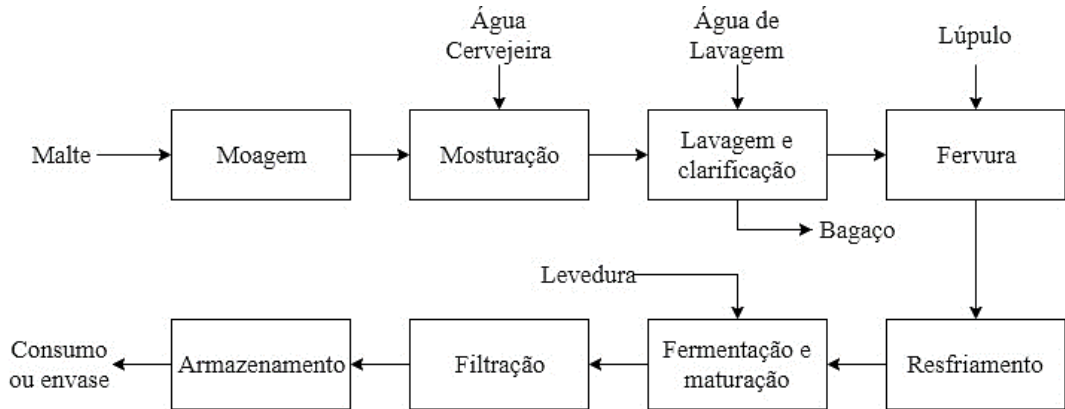 Água
Cervejeira
Água de
Lavagem
Lúpulo
Malte
Moagem
Mosturação
Lavagem e
clarificação
Fervura
Bagaço
Levedura
Consumo
ou envase
Armazenamento
Filtração
Fermentação e
maturação
Resfriamento